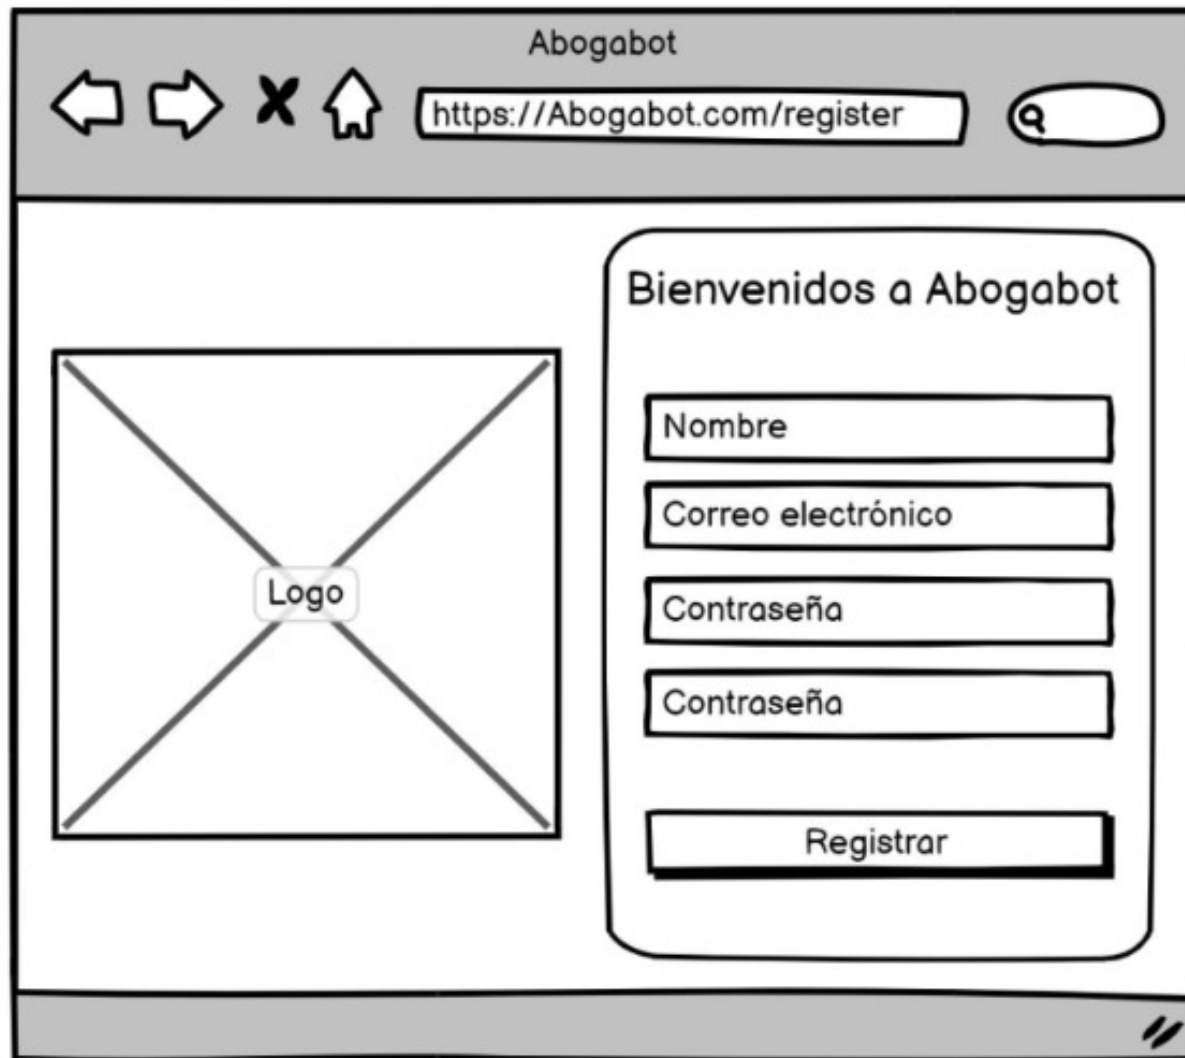 Abogabot
https://Abogabot.com/register
Bienvenidos a Abogabot
Logo
Nombre
Correo electrónico
Contraseña
Contraseña
Registrar